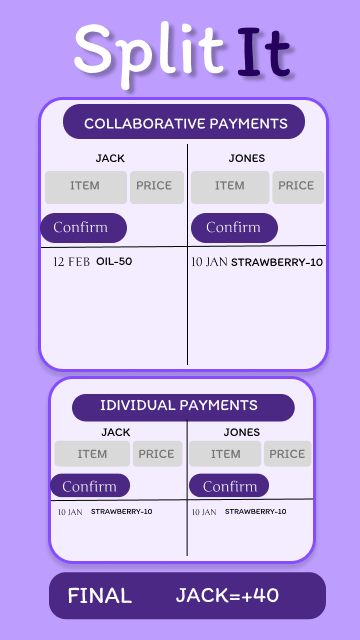 Split It
COLLABORATIVE PAYMENTS
JACK JONES
ITEM PRICE ITEM PRICE
Confirm Confirm
12 FEB OIL-50 10 JAN STRAWBERRY-10
IDIVIDUAL PAYMENTS
JACK JONES
ITEM PRICE ITEM PRICE
Confirm Confirm
10 JAN STRAWBERRY-10 10 JAN STRAWBERRY-10
FINAL JACK=+40